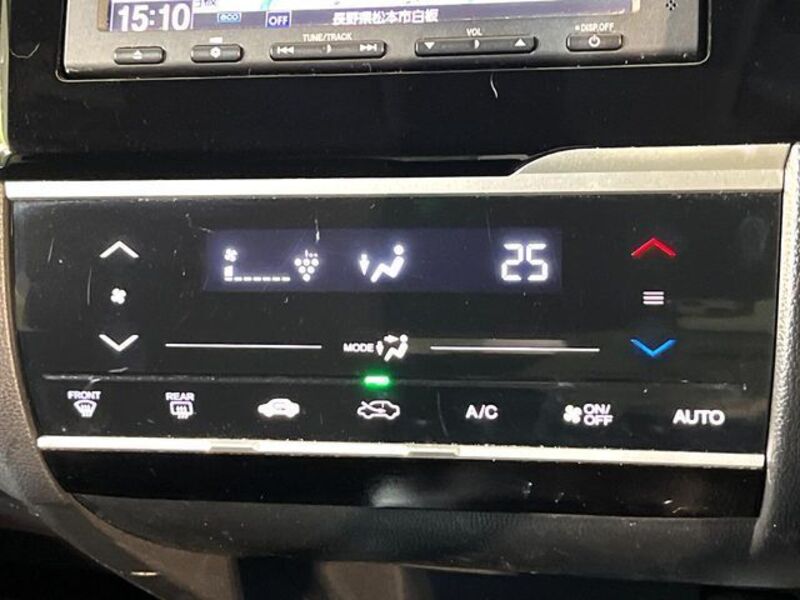 15:10
eco
OFF
長野県松本市白板
TUNE/TRACK
VOL
DISP.OFF
25
MODE
FRONT
REAR
A/C
ON/
OFF
AUTO